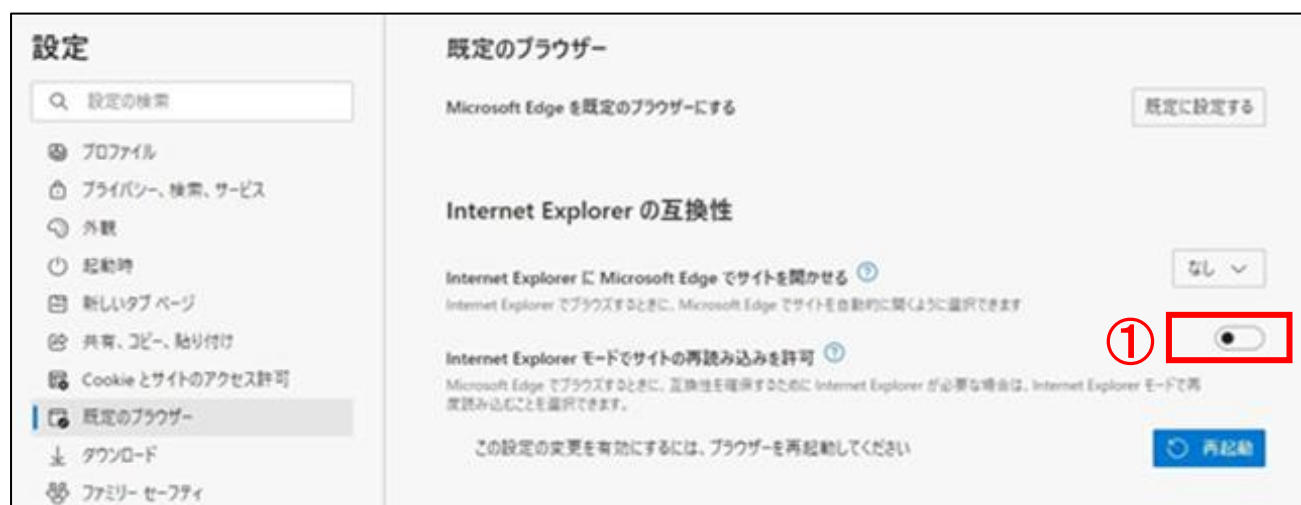 設定
設定の検索
プロファイル
プライバシー、検索、サービス
外観
起動時
新しいタブ ページ
共有、コピー、貼り付け
Cookie とサイトのアクセス許可
既定のブラウザー
ダウンロード
ファミリー セーフティ
既定のブラウザー
Microsoft Edge を既定のブラウザーにする
既定に設定する
Internet Explorer の互換性
Internet Explorer に Microsoft Edge でサイトを開かせる
なし
Internet Explorer でブラウズするときに、Microsoft Edge でサイトを自動的に開くように選択できます
①
Internet Explorer モードでサイトの再読み込みを許可
Microsoft Edge でブラウズするときに、互換性を確保するために Internet Explorer が必要な場合は、Internet Explorer モードで再
度読み込むことを選択できます。
この設定の変更を有効にするには、ブラウザーを再起動してください
再起動